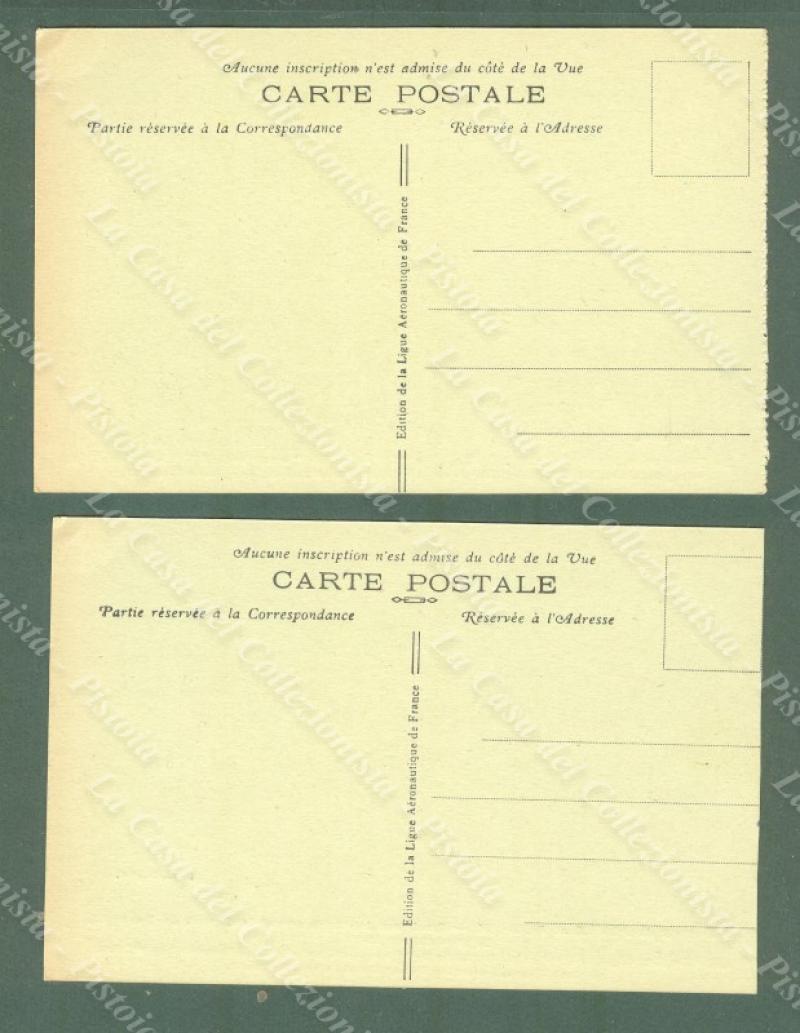 Aucune inscription n'est admise du côté de la Vue
CARTE POSTALE
Partie réservée à la Correspondance
Réservée à l'Adresse
Edition de la Ligue Aéronautique de France
Aucune inscription n'est admise du côté de la Vue
CARTE POSTALE
Partie réservée à la Correspondance
Réservée à l'Adresse
Edition de la Ligue Aéronautique de France
La Casa del Collezionista - Pistoia